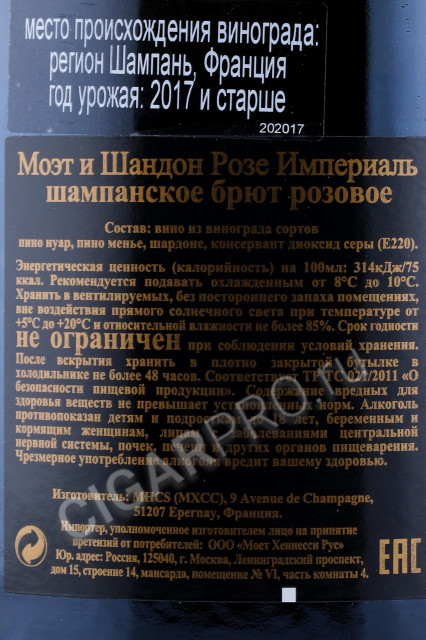 место происхождения винограда:
регион Шампань, Франция
год урожая: 2017 и старше
202017
Моэт и Шандон Розе Империаль
шампанское брют розовое
Состав: вино из винограда сортов
пино нуар, пино менье, шардоне, консервант диоксид серы (Е220).
Энергетическая ценность (калорийность) на 100мл: 314кДж/75
ккал. Рекомендуется подавать охлажденным от 8°С до 10°С.
Хранить в вентилируемых, без постороннего запаха помещениях,
вне воздействия прямого солнечного света при температуре от
+5°С до +20°С и относительной влажности не более 85%. Срок годности
не ограничен при соблюдении условий хранения.
После вскрытия хранить в плотно закрытой бутылке в
холодильнике не более 48 часов. Соответствует ТР ТС 021/2011 «О
безопасности пищевой продукции». Содержание вредных для
здоровья веществ не превышает установленных норм. Алкоголь
противопоказан детям и подросткам лет, беременным и
кормящим женщинам, заболеваниями центральной
нервной системы, почек, печени и других органов пищеварения.
Чрезмерное употребление алкоголя вредит вашему здоровью.
CIGARPRO.RU
Изготовитель: MHCS (МХСС), 9 Avenue de Champagne,
51207 Epernay, Франция.
Импортер, уполномоченное изготовителем лицо на принятие
претензий от потребителей: ООО «Моет Хеннесси Рус»
Юр. адрес: Россия, 125040, г. Москва, Ленинградский проспект,
дом 15, строение 14, мансарда, помещение № VI, часть комнаты 4.
EAC